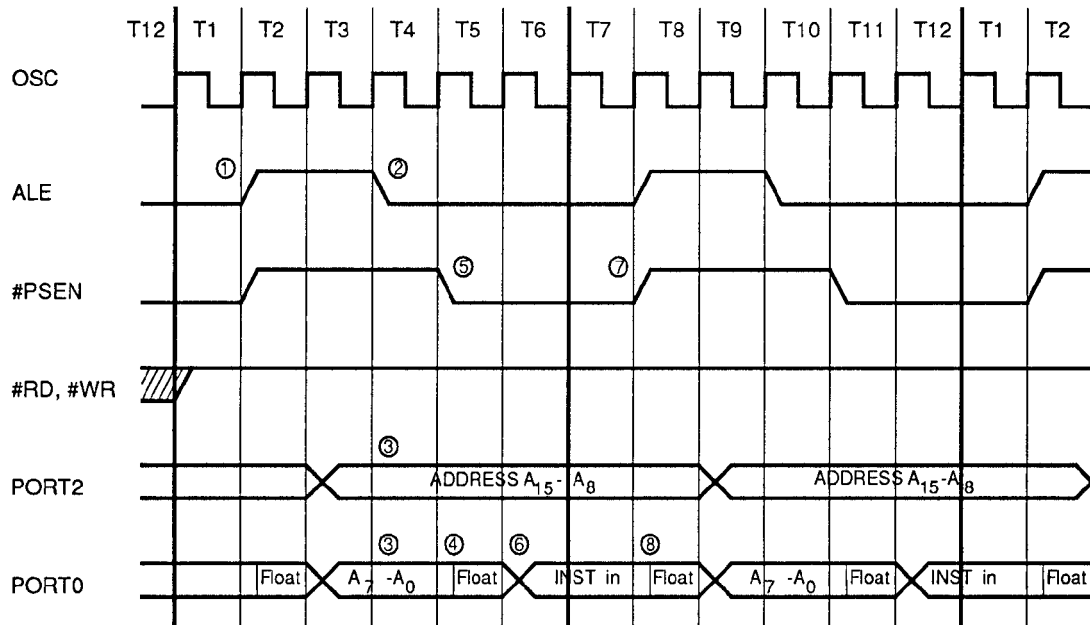 T12 T1 T2 T3 T4 T5 T6 T7 T8 T9 T10 T11 T12 T1 T2
OSC
① ②
ALE
⑤ ⑦
#PSEN
#RD, #WR
③
PORT2 ADDRESS A15- A8 ADDRESS A15-A8
③ ④ ⑥ ⑧
PORT0 Float A7 -A0 Float INST in Float A7 -A0 Float INST in Float